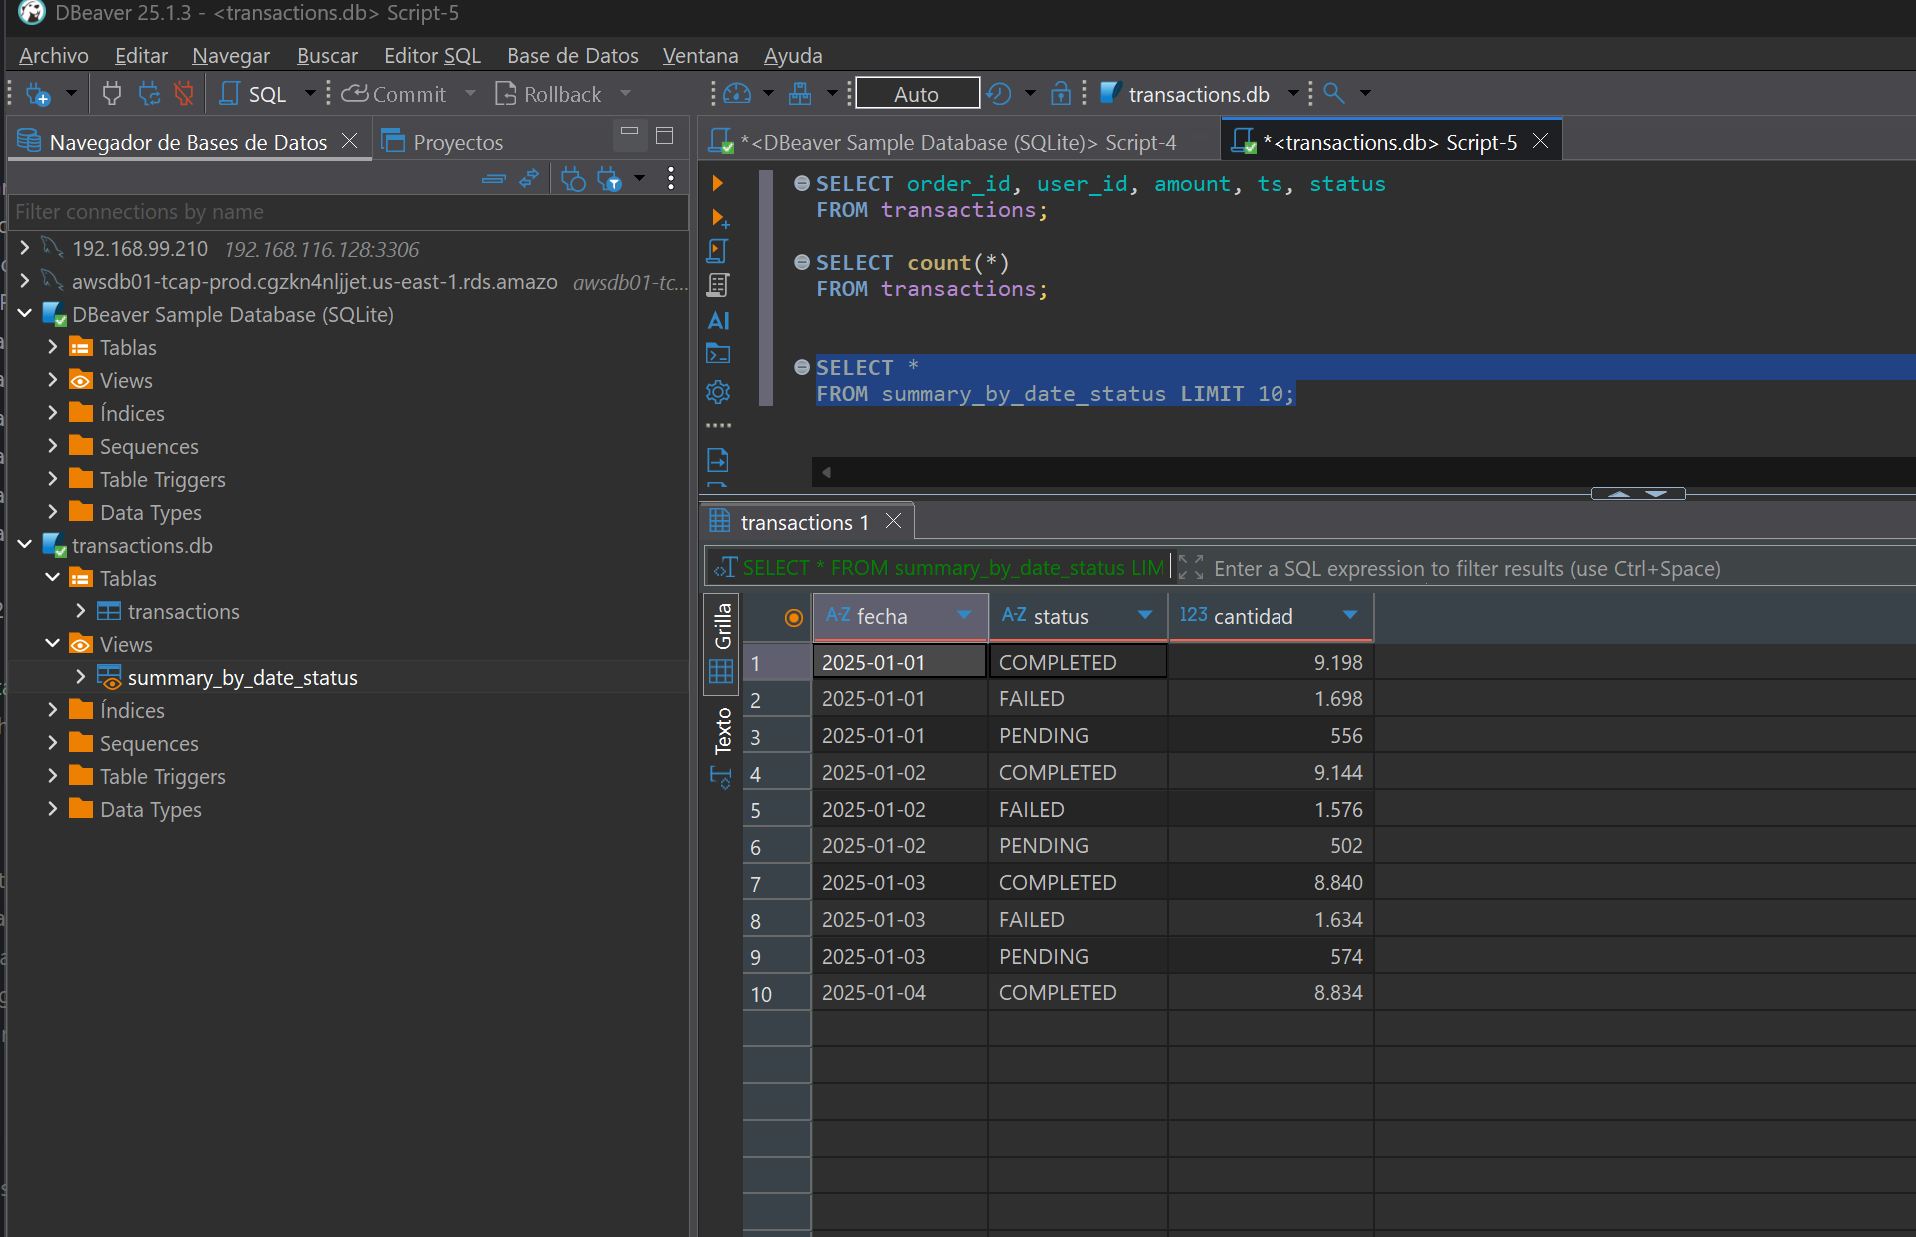 DBeaver 25.1.3 - <transactions.db> Script-5
Archivo Editar Navegar Buscar Editor SQL Base de Datos Ventana Ayuda
SQL Commit Rollback Auto transactions.db
Navegador de Bases de Datos Proyectos
Filter connections by name
192.168.99.210 192.168.116.128:3306
awsdb01-tcap-prod.cgzkn4nljjet.us-east-1.rds.amazo awsdb01-tc...
DBeaver Sample Database (SQLite)
Tablas
Views
Índices
Sequences
Table Triggers
Data Types
transactions.db
Tablas
transactions
Views
summary_by_date_status
Índices
Sequences
Table Triggers
Data Types
*<DBeaver Sample Database (SQLite)> Script-4 *<transactions.db> Script-5
SELECT order_id, user_id, amount, ts, status
FROM transactions;
SELECT count(*)
FROM transactions;
AI
SELECT *
FROM summary_by_date_status LIMIT 10;
transactions 1
SELECT * FROM summary_by_date_status LIM Enter a SQL expression to filter results (use Ctrl+Space)
Grilla
Texto
A-Z fecha A-Z status 123 cantidad
1 2025-01-01 COMPLETED 9.198
2 2025-01-01 FAILED 1.698
3 2025-01-01 PENDING 556
4 2025-01-02 COMPLETED 9.144
5 2025-01-02 FAILED 1.576
6 2025-01-02 PENDING 502
7 2025-01-03 COMPLETED 8.840
8 2025-01-03 FAILED 1.634
9 2025-01-03 PENDING 574
10 2025-01-04 COMPLETED 8.834